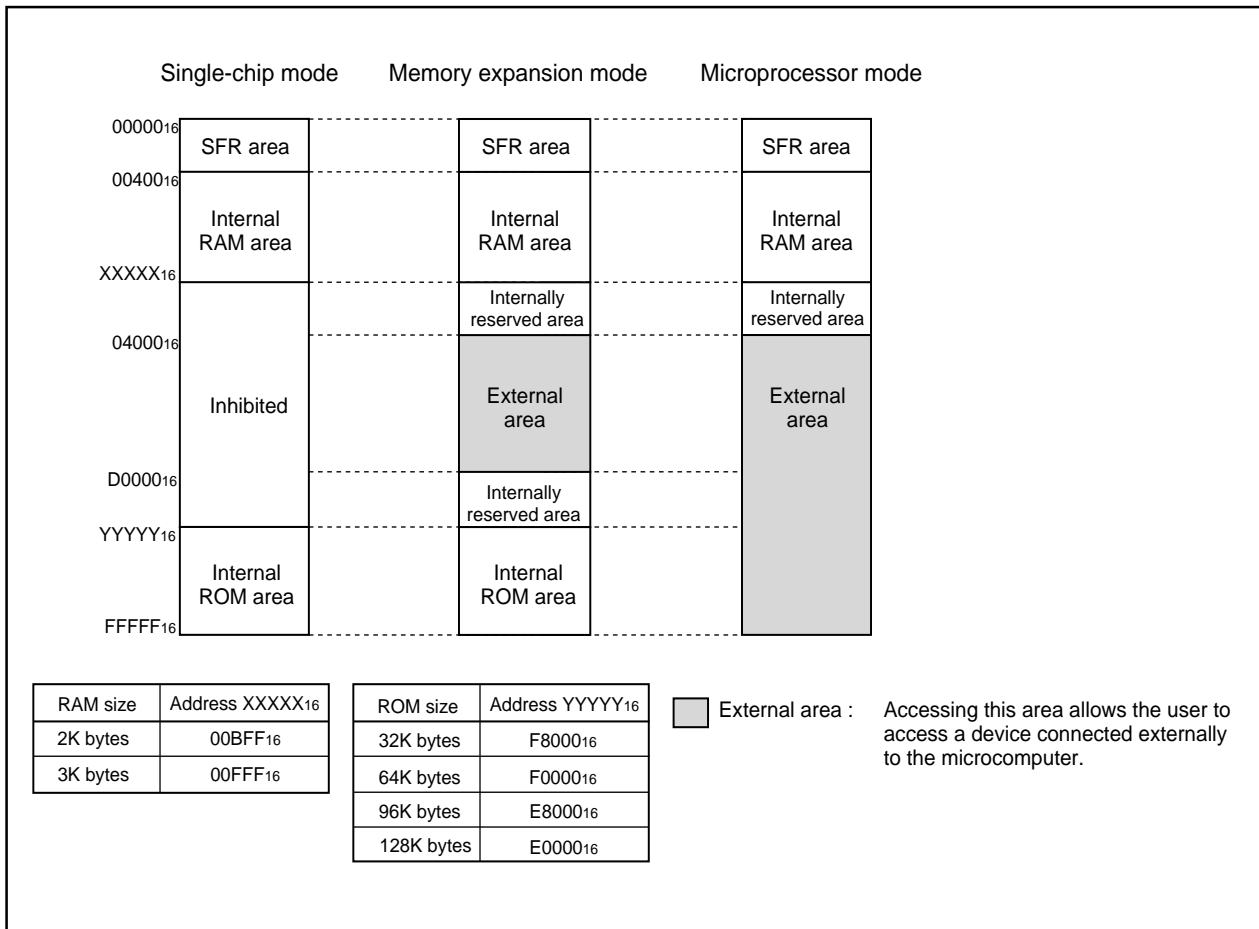 Single-chip mode Memory expansion mode Microprocessor mode
0000016
SFR area SFR area SFR area
0040016
Internal
RAM area
Internal
RAM area
Internal
RAM area
XXXXX16
Internally
reserved area
Internally
reserved area
0400016
Inhibited
External
area
External
area
D000016
Internally
reserved area
YYYYY16
Internal
ROM area
Internal
ROM area
FFFFF16
RAM size Address XXXXX16
2K bytes 00BFF16
3K bytes 00FFF16
ROM size Address YYYYY16
32K bytes F800016
64K bytes F000016
96K bytes E800016
128K bytes E000016
External area : Accessing this area allows the user to
access a device connected externally
to the microcomputer.